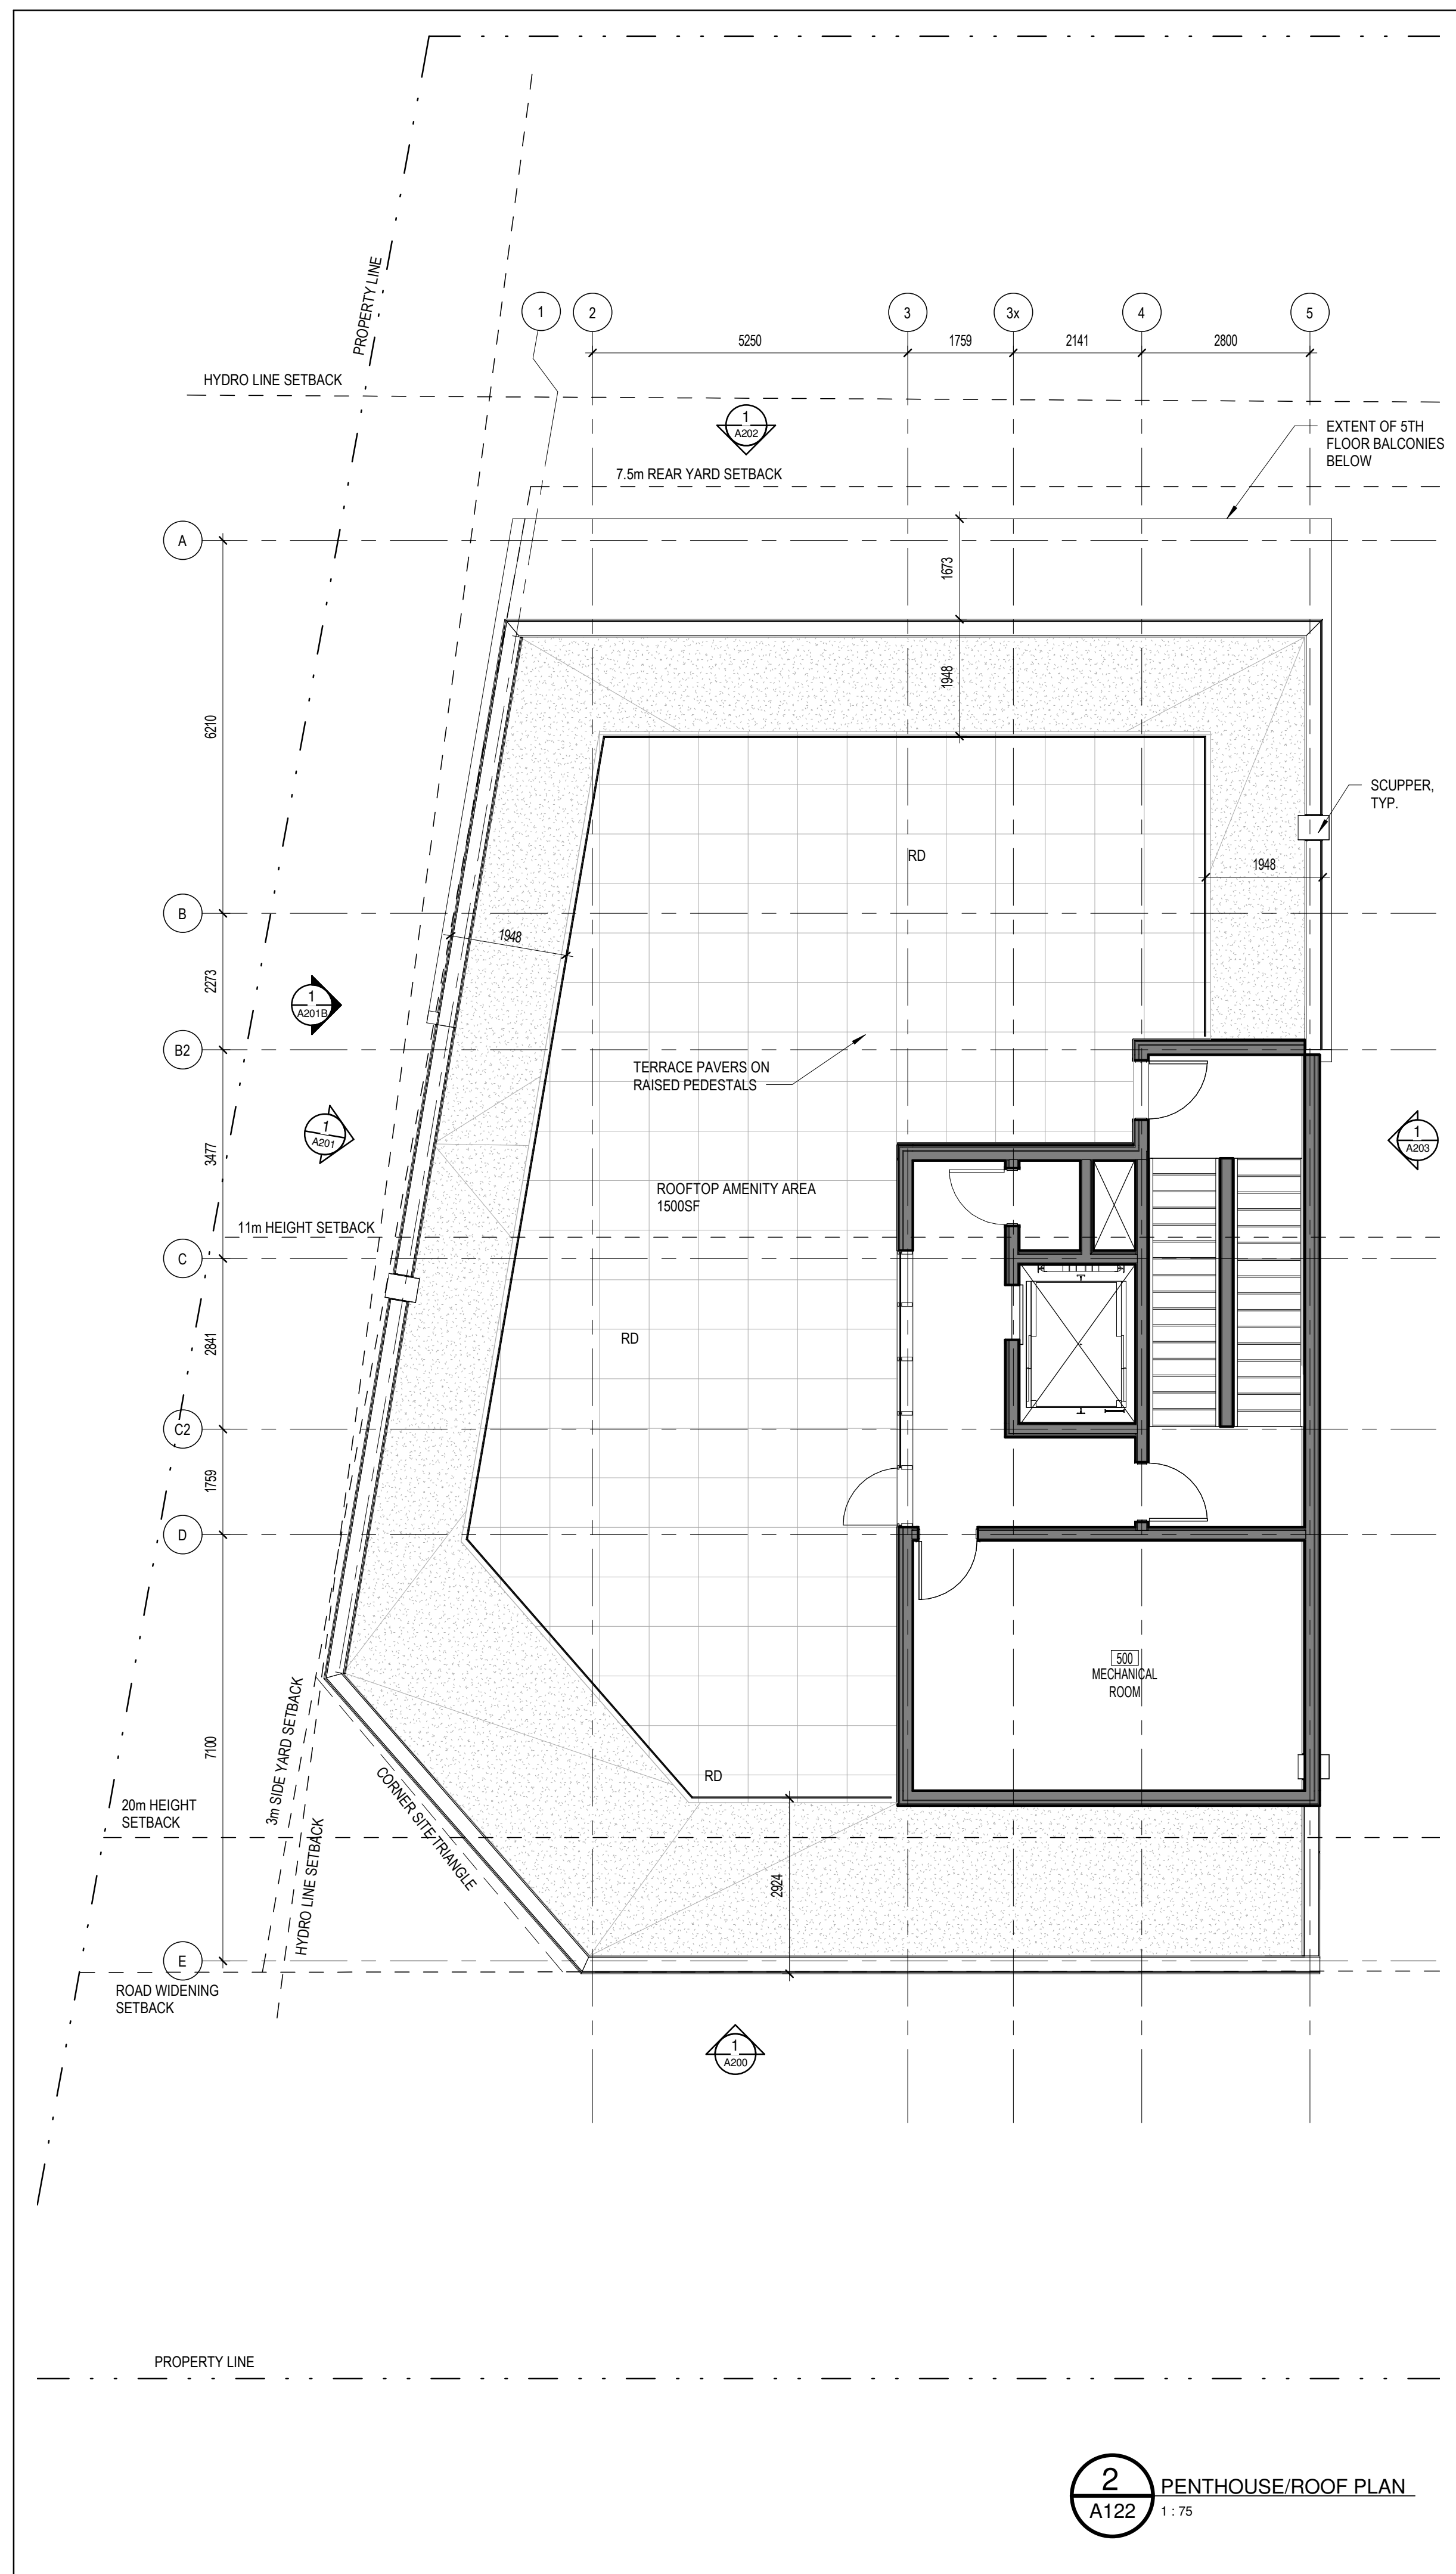 PROPERTY LINE
1
2
3
3x
4
5
5250
1759
2141
2800
HYDRO LINE SETBACK
1
A202
EXTENT OF 5TH
FLOOR BALCONIES
BELOW
7.5m REAR YARD SETBACK
A
1673
1948
6210
SCUPPER,
TYP.
RD
1948
B
1948
2273
1
A201B
B2
TERRACE PAVERS ON
RAISED PEDESTALS
1
A201
1
A203
3477
ROOFTOP AMENITY AREA
1500SF
11m HEIGHT SETBACK
C
RD
2841
C2
1759
D
500
MECHANICAL
ROOM
3m SIDE YARD SETBACK
7100
CORNER SITE TRIANGLE
RD
20m HEIGHT
SETBACK
HYDRO LINE SETBACK
2924
E
ROAD WIDENING
SETBACK
1
A200
PROPERTY LINE
2
A122
PENTHOUSE/ROOF PLAN
1 : 75